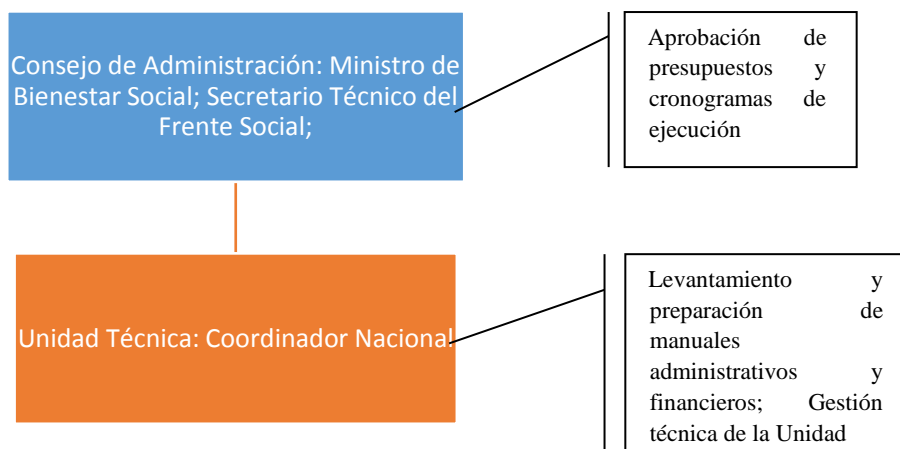 Consejo de Administración: Ministro de
Bienestar Social; Secretario Técnico del
Frente Social;
Aprobación de
presupuestos y
cronogramas de
ejecución
Unidad Técnica: Coordinador Nacional
Levantamiento y
preparación de
manuales
administrativos y
financieros; Gestión
técnica de la Unidad